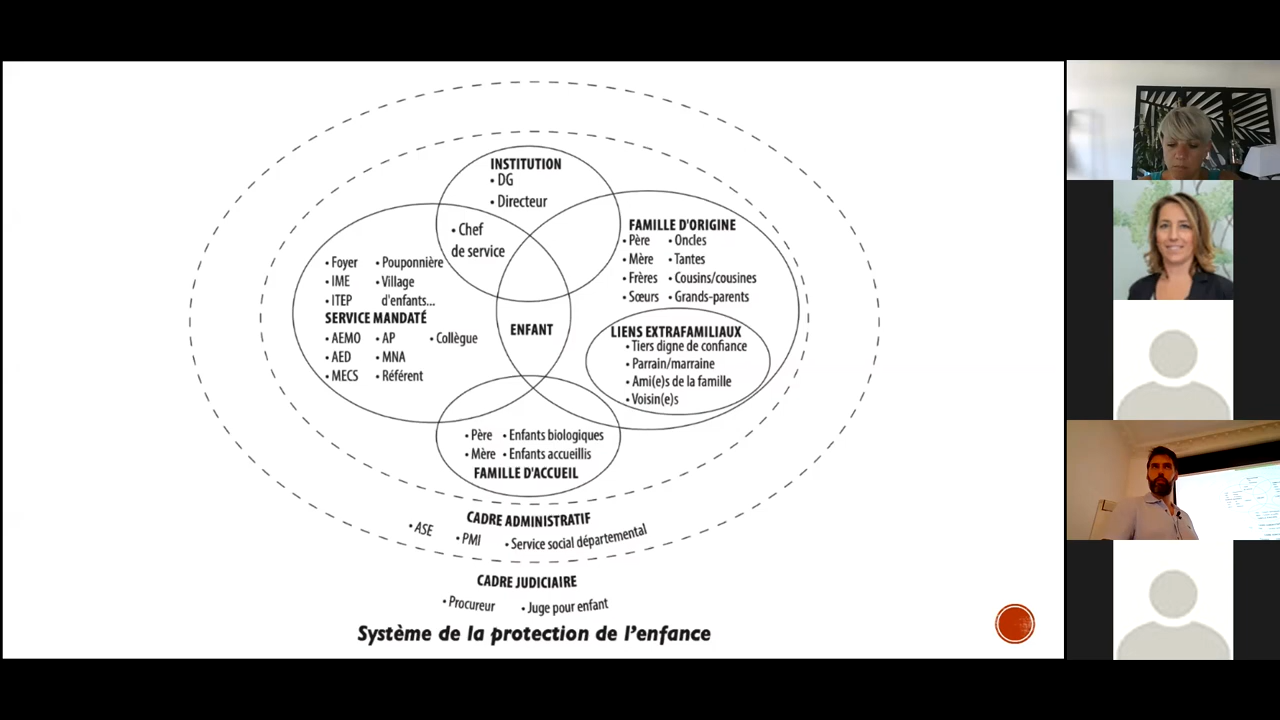 INSTITUTION
• DG
• Directeur
• Chef
de service
FAMILLE D'ORIGINE
• Père • Oncles
• Mère • Tantes
• Frères • Cousins/cousines
• Sœurs • Grands-parents
• Foyer • Pouponnière
• IME • Village
• ITEP d'enfants...
SERVICE MANDATÉ
• AEMO • AP • Collègue
• AED • MNA
• MECS • Référent
ENFANT
LIENS EXTRAFAMILIAUX
• Tiers digne de confiance
• Parrain/marraine
• Ami(e)s de la famille
• Voisin(e)s
• Père • Enfants biologiques
• Mère • Enfants accueillis
FAMILLE D'ACCUEIL
CADRE ADMINISTRATIF
• ASE • PMI • Service social départemental
CADRE JUDICIAIRE
• Procureur • Juge pour enfant
Système de la protection de l'enfance